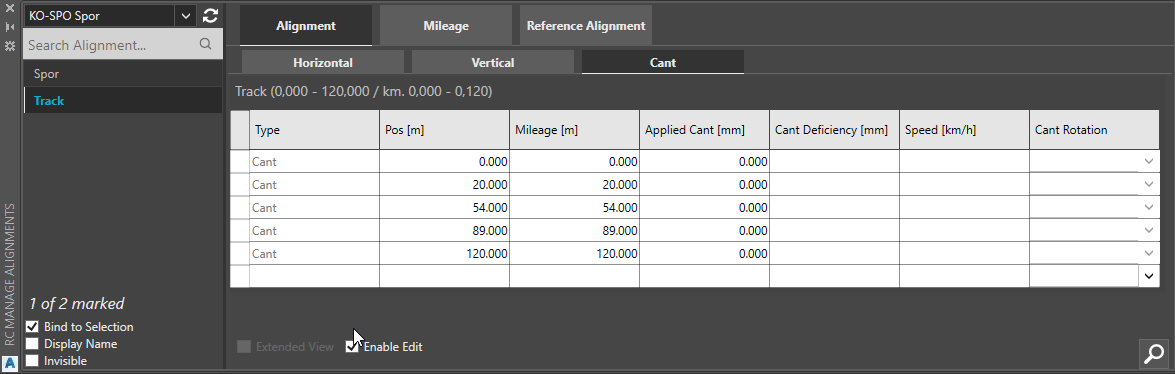 KO-SPO Spor
Search Alignment...
Spor
Track
1 of 2 marked
Bind to Selection
Display Name
Invisible
RC MANAGE ALIGNMENTS
A
Alignment Mileage Reference Alignment
Horizontal Vertical Cant
Track (0,000 - 120,000 / km. 0,000 - 0,120)
Type Pos [m] Mileage [m] Applied Cant [mm] Cant Deficiency [mm] Speed [km/h] Cant Rotation
Cant 0.000 0.000 0.000
Cant 20.000 20.000 0.000
Cant 54.000 54.000 0.000
Cant 89.000 89.000 0.000
Cant 120.000 120.000 0.000
Extended View Enable Edit